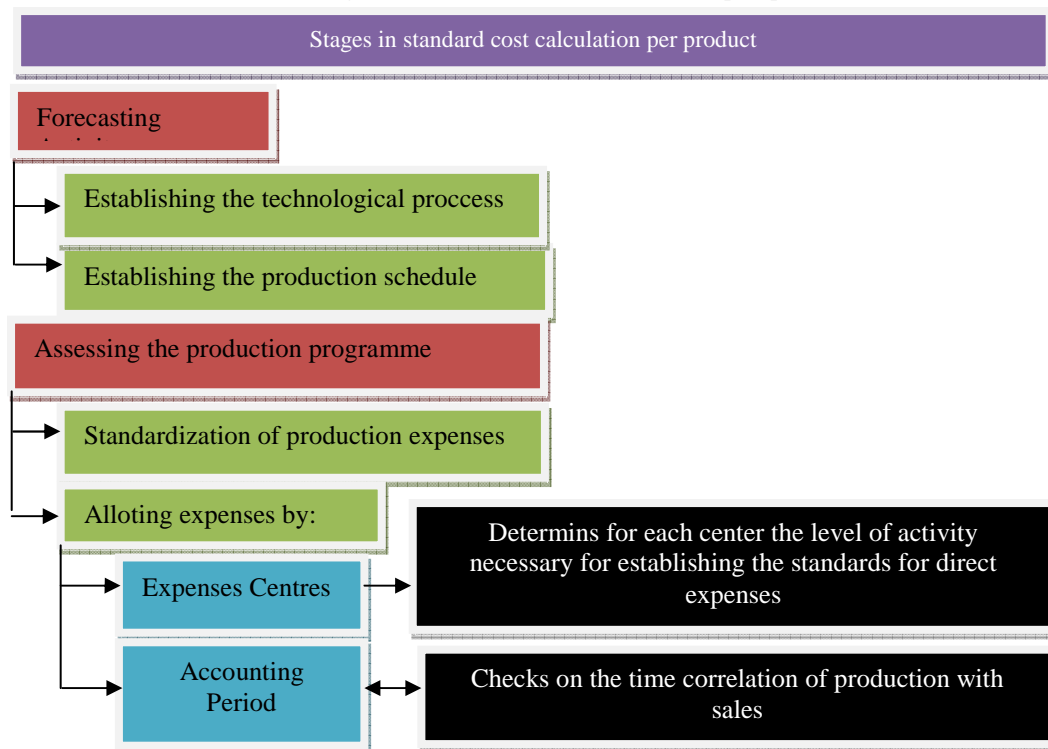 Stages in standard cost calculation per product
Forecasting
Establishing the technological proccess
Establishing the production schedule
Assessing the production programme
Standardization of production expenses
Alloting expenses by:
Determins for each center the level of activity
necessary for establishing the standards for direct
expenses
Expenses Centres
Accounting
Period
Checks on the time correlation of production with
sales